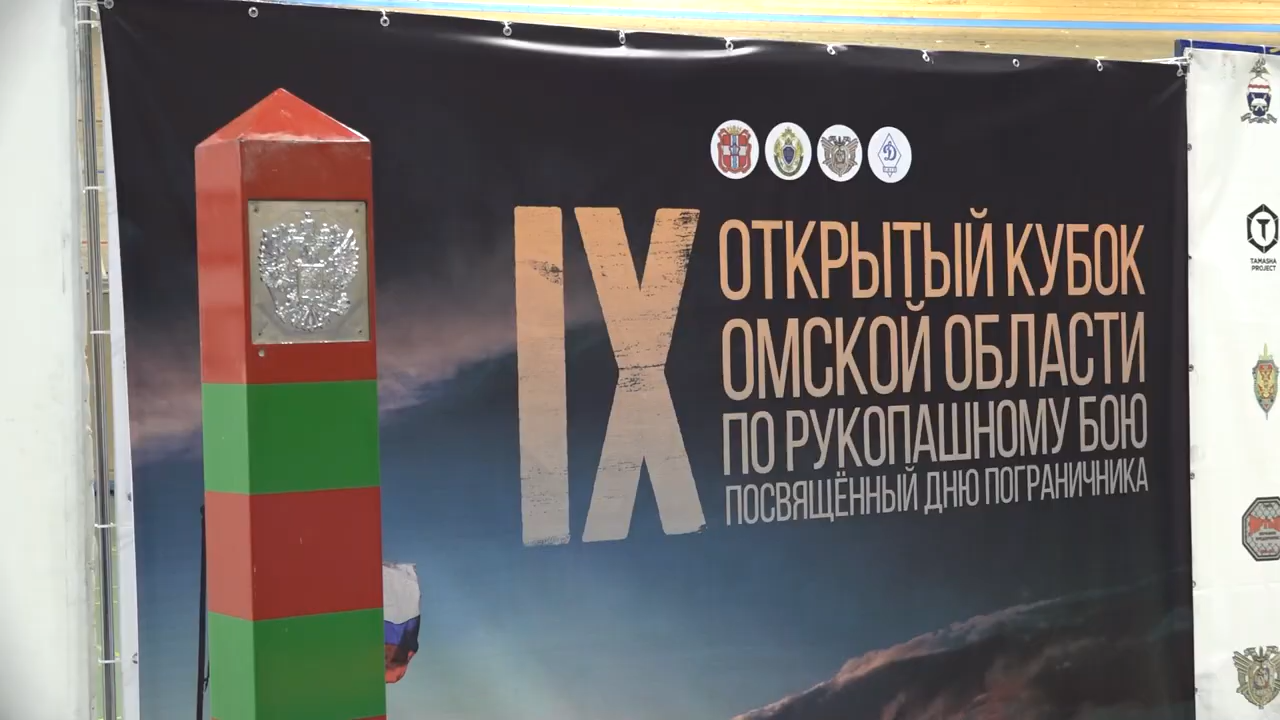 IX
ОТКРЫТЫЙ КУБОК
ОМСКОЙ ОБЛАСТИ
ПО РУКОПАШНОМУ БОЮ
ПОСВЯЩЁННЫЙ ДНЮ ПОГРАНИЧНИКА
TAMASHA
PROJECT